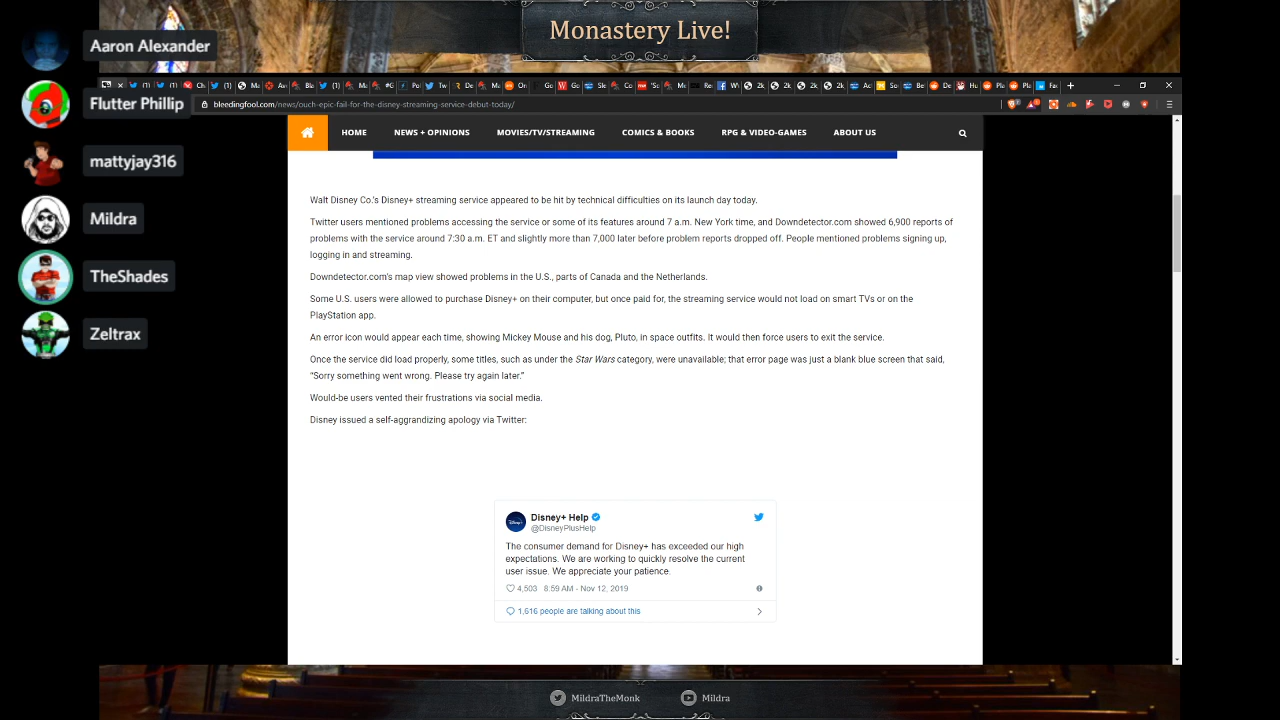 Monastery Live!
Aaron Alexander
Flutter Phillip
mattyjay316
Mildra
TheShades
Zeltrax
bleedingfool.com/news/ouch-epic-fail-for-the-disney-streaming-service-debut-today/
HOME NEWS + OPINIONS MOVIES/TV/STREAMING COMICS & BOOKS RPG & VIDEO-GAMES ABOUT US
Walt Disney Co.'s Disney+ streaming service appeared to be hit by technical difficulties on its launch day today.
Twitter users mentioned problems accessing the service or some of its features around 7 a.m. New York time, and Downdetector.com showed 6,900 reports of
problems with the service around 7:30 a.m. ET and slightly more than 7,000 later before problem reports dropped off. People mentioned problems signing up,
logging in and streaming.
Downdetector.com's map view showed problems in the U.S., parts of Canada and the Netherlands.
Some U.S. users were allowed to purchase Disney+ on their computer, but once paid for, the streaming service would not load on smart TVs or on the
PlayStation app.
An error icon would appear each time, showing Mickey Mouse and his dog, Pluto, in space outfits. It would then force users to exit the service.
Once the service did load properly, some titles, such as under the Star Wars category, were unavailable; that error page was just a blank blue screen that said,
"Sorry something went wrong. Please try again later."
Would-be users vented their frustrations via social media.
Disney issued a self-aggrandizing apology via Twitter:
Disney+ Help
@DisneyPlusHelp
The consumer demand for Disney+ has exceeded our high
expectations. We are working to quickly resolve the current
user issue. We appreciate your patience.
4,503 8:59 AM - Nov 12, 2019
1,616 people are talking about this
MildraTheMonk Mildra